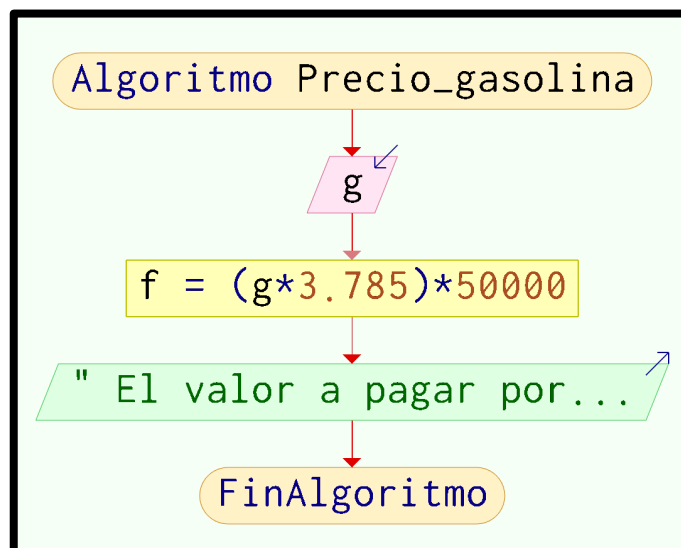 Algoritmo Precio_gasolina
g
f = (g*3.785)*50000
" El valor a pagar por...
FinAlgoritmo